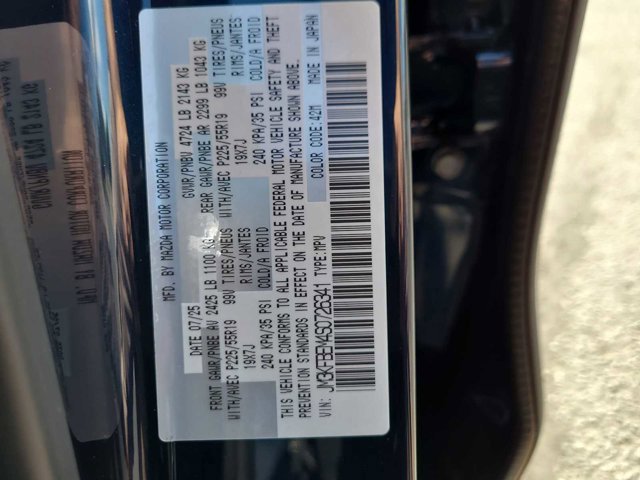 MFD. BY MAZDA MOTOR CORPORATION
DATE 07/25 GVWR/PNBV 4724 LB 2143 KG
FRONT GAWR/PNBE AV 2425 LB 1100 KG REAR GAWR/PNBE AR 2299 LB 1043 KG
WITH/AVEC P225/55R19 99V TIRES/PNEUS WITH/AVEC P225/55R19 99V TIRES/PNEUS
19X7J RIMS/JANTES 19X7J RIMS/JANTES
240 KPA/35 PSI COLD/A FROID 240 KPA/35 PSI COLD/A FROID
THIS VEHICLE CONFORMS TO ALL APPLICABLE FEDERAL MOTOR VEHICLE SAFETY AND THEFT
PREVENTION STANDARDS IN EFFECT ON THE DATE OF MANUFACTURE SHOWN ABOVE.
COLOR CODE:42M MADE IN JAPAN
VIN: JM3KFBEY4S0726341 TYPE:MPV